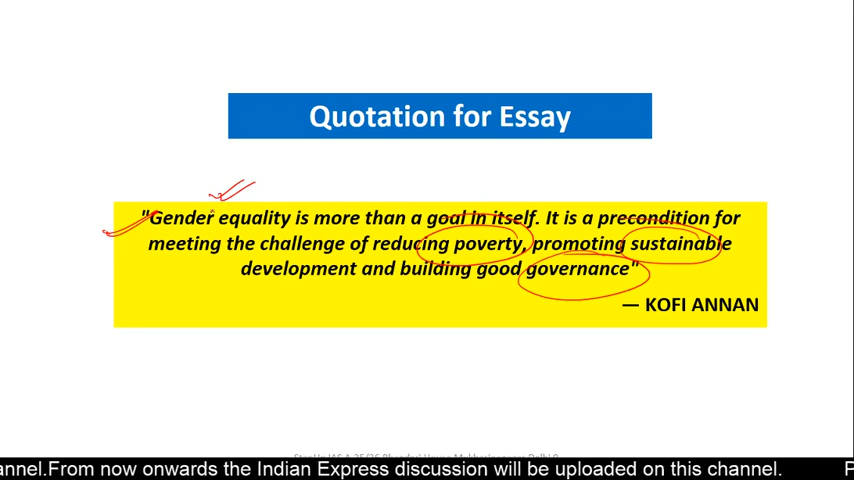 Quotation for Essay
"Gender equality is more than a goal in itself. It is a precondition for
meeting the challenge of reducing poverty, promoting sustainable
development and building good governance"
— KOFI ANNAN
annel.From now onwards the Indian Express discussion will be uploaded on this channel. P